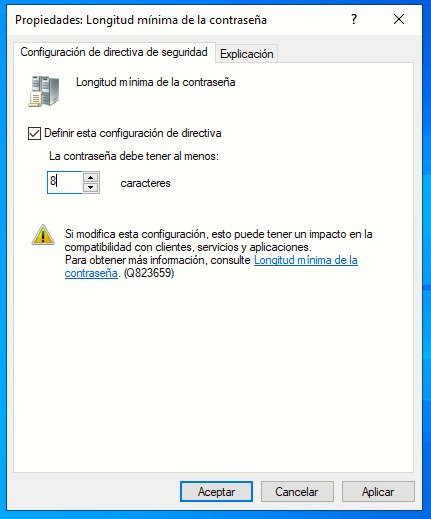 Propiedades: Longitud mínima de la contraseña ? ×
Configuración de directiva de seguridad Explicación
Longitud mínima de la contraseña
Definir esta configuración de directiva
La contraseña debe tener al menos:
8 caracteres
Si modifica esta configuración, esto puede tener un impacto en la
compatibilidad con clientes, servicios y aplicaciones.
Para obtener más información, consulte Longitud mínima de la
contraseña. (Q823659)
Aceptar Cancelar Aplicar